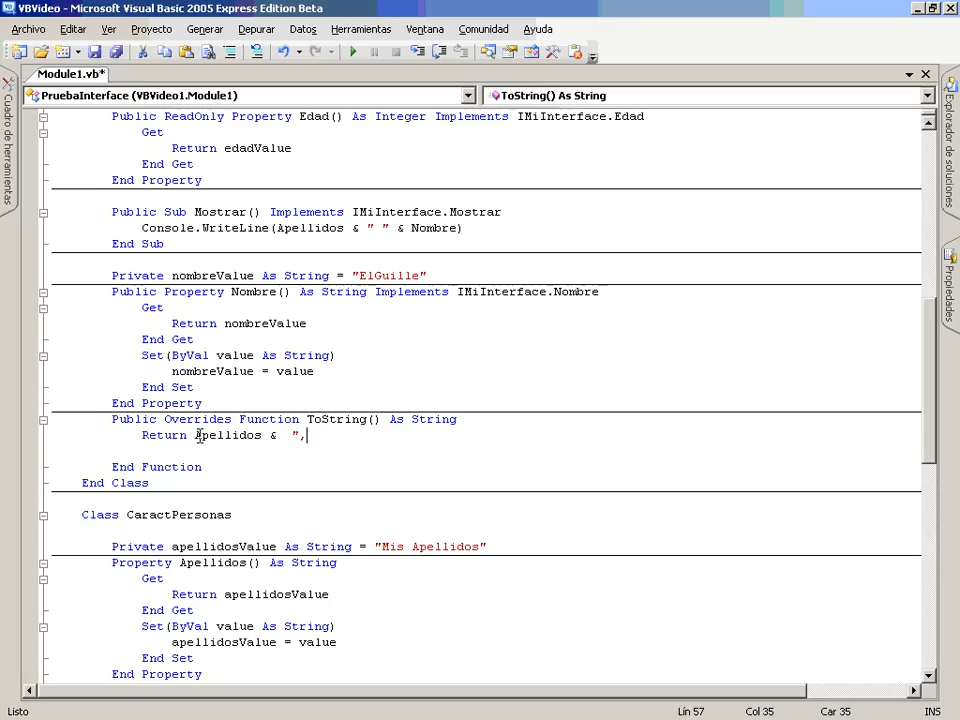 VBVideo - Microsoft Visual Basic 2005 Express Edition Beta
Archivo Editar Ver Proyecto Generar Depurar Datos Herramientas Ventana Comunidad Ayuda
Module1.vb*
PruebaInterface (VBVideo1.Module1) ToString() As String
Cuadro de herramientas
Explorador de soluciones
Propiedades
Public ReadOnly Property Edad() As Integer Implements IMiInterface.Edad
Get
Return edadValue
End Get
End Property
Public Sub Mostrar() Implements IMiInterface.Mostrar
Console.WriteLine(Apellidos & " " & Nombre)
End Sub
Private nombreValue As String = "ElGuille"
Public Property Nombre() As String Implements IMiInterface.Nombre
Get
Return nombreValue
End Get
Set(ByVal value As String)
nombreValue = value
End Set
End Property
Public Overrides Function ToString() As String
Return Apellidos &  ",
End Function
End Class
Class CaractPersonas
Private apellidosValue As String = "Mis Apellidos"
Property Apellidos() As String
Get
Return apellidosValue
End Get
Set(ByVal value As String)
apellidosValue = value
End Set
End Property
Listo Lín 57 Col 35 Car 35 INS